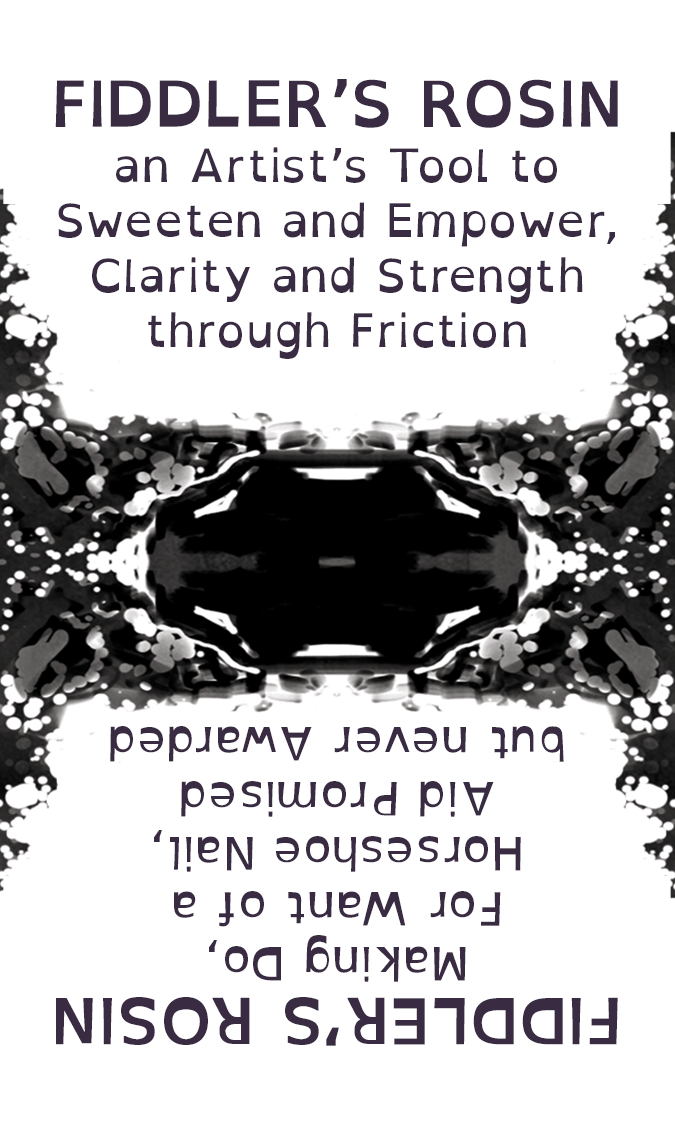 FIDDLER’S ROSIN
an Artist’s Tool to
Sweeten and Empower,
Clarity and Strength
through Friction
FIDDLER’S ROSIN
Making Do,
For Want of a
Horseshoe Nail,
Aid Promised
but never Awarded